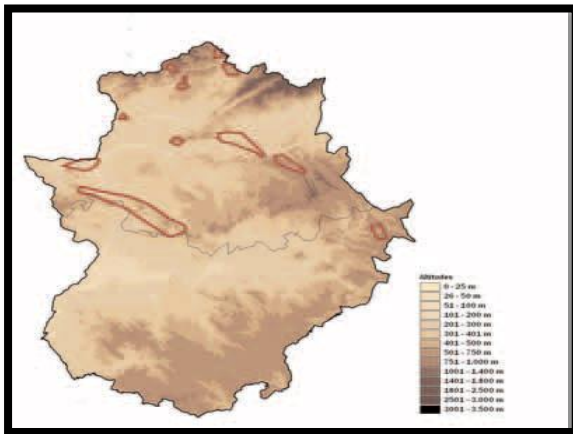 Altitudes
0 - 25 m
26 - 50 m
51 - 100 m
101 - 200 m
201 - 300 m
301 - 401 m
401 - 500 m
501 - 750 m
751 - 1.000 m
1001 - 1.400 m
1401 - 1.800 m
1801 - 2.500 m
2501 - 3.000 m
3001 - 3.500 m